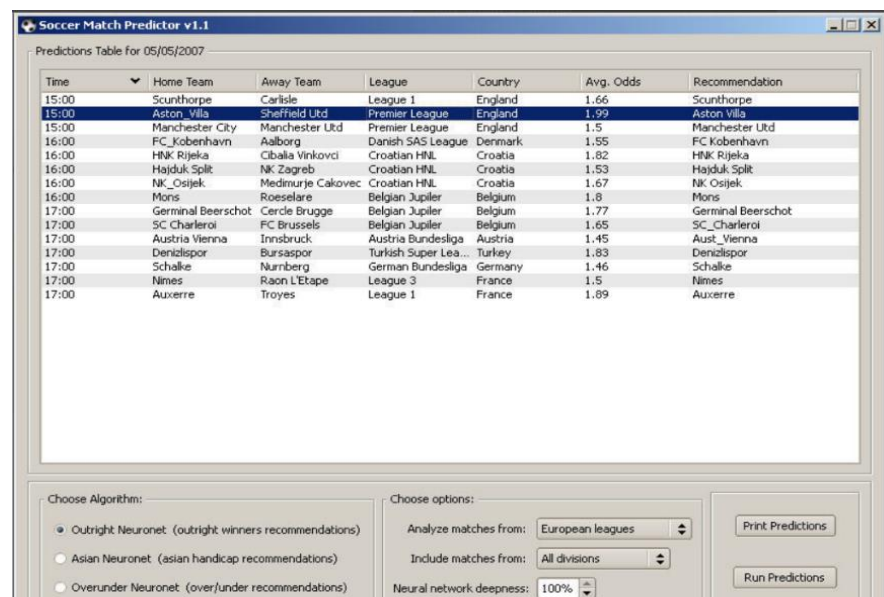 Soccer Match Predictor v1.1
Predictions Table for 05/05/2007
Time Home Team Away Team League Country Avg. Odds Recommendation
15:00 Scunthorpe Carlisle League 1 England 1.66 Scunthorpe
15:00 Aston_Villa Sheffield Utd Premier League England 1.99 Aston Villa
15:00 Manchester City Manchester Utd Premier League England 1.5 Manchester Utd
16:00 FC_Kobenhavn Aalborg Danish SAS League Denmark 1.55 FC Kobenhavn
16:00 HNK Rijeka Cibalia Vinkovci Croatian HNL Croatia 1.82 HNK Rijeka
16:00 Hajduk Split NK Zagreb Croatian HNL Croatia 1.53 Hajduk Split
16:00 NK_Osijek Medimurje Cakovec Croatian HNL Croatia 1.67 NK Osijek
16:00 Mons Roeselare Belgian Jupiler Belgium 1.8 Mons
17:00 Germinal Beerschot Cercle Brugge Belgian Jupiler Belgium 1.77 Germinal Beerschot
17:00 SC Charleroi FC Brussels Belgian Jupiler Belgium 1.65 SC_Charleroi
17:00 Austria Vienna Innsbruck Austria Bundesliga Austria 1.45 Aust_Vienna
17:00 Denizlispor Bursaspor Turkish Super Lea... Turkey 1.83 Denizlispor
17:00 Schalke Nurnberg German Bundesliga Germany 1.46 Schalke
17:00 Nimes Raon L'Etape League 3 France 1.5 Nimes
17:00 Auxerre Troyes League 1 France 1.89 Auxerre
Choose Algorithm:
Outright Neuronet (outright winners recommendations)
Asian Neuronet (asian handicap recommendations)
Overunder Neuronet (over/under recommendations)
Choose options:
Analyze matches from: European leagues
Include matches from: All divisions
Neural network deepness: 100%
Print Predictions
Run Predictions